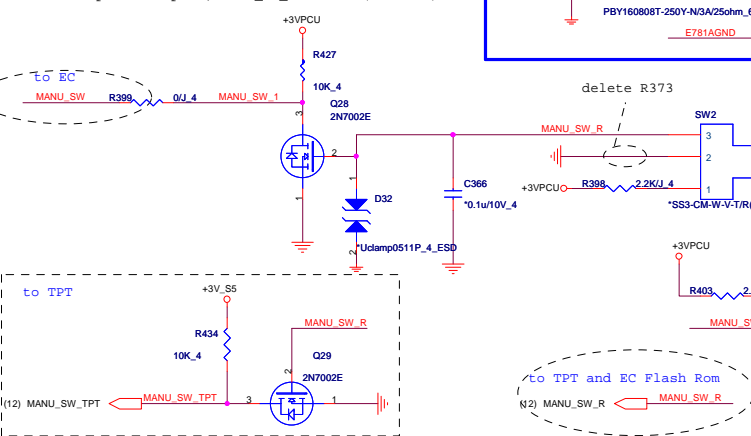 PBY160808T-250Y-N/3A/25ohm_6
E781AGND
+3VPCU
R427
10K_4
to EC
MANU_SW
R399
0/J_4
MANU_SW_1
3
Q28
2N7002E
2
1
delete R373
SW2
MANU_SW_R
3
2
1
+3VPCU
R398
2.2K/J_4
*SS3-CM-W-V-T/R(
1
D32
2
*Uclamp0511P_4_ESD
C366
*0.1u/10V_4
+3VPCU
R403
2.
MANU_SW
to TPT
+3V_S5
R434
10K_4
MANU_SW_R
2
Q29
2N7002E
(12) MANU_SW_TPT
MANU_SW_TPT
3
1
to TPT and EC Flash Rom
(12) MANU_SW_R
MANU_SW_R